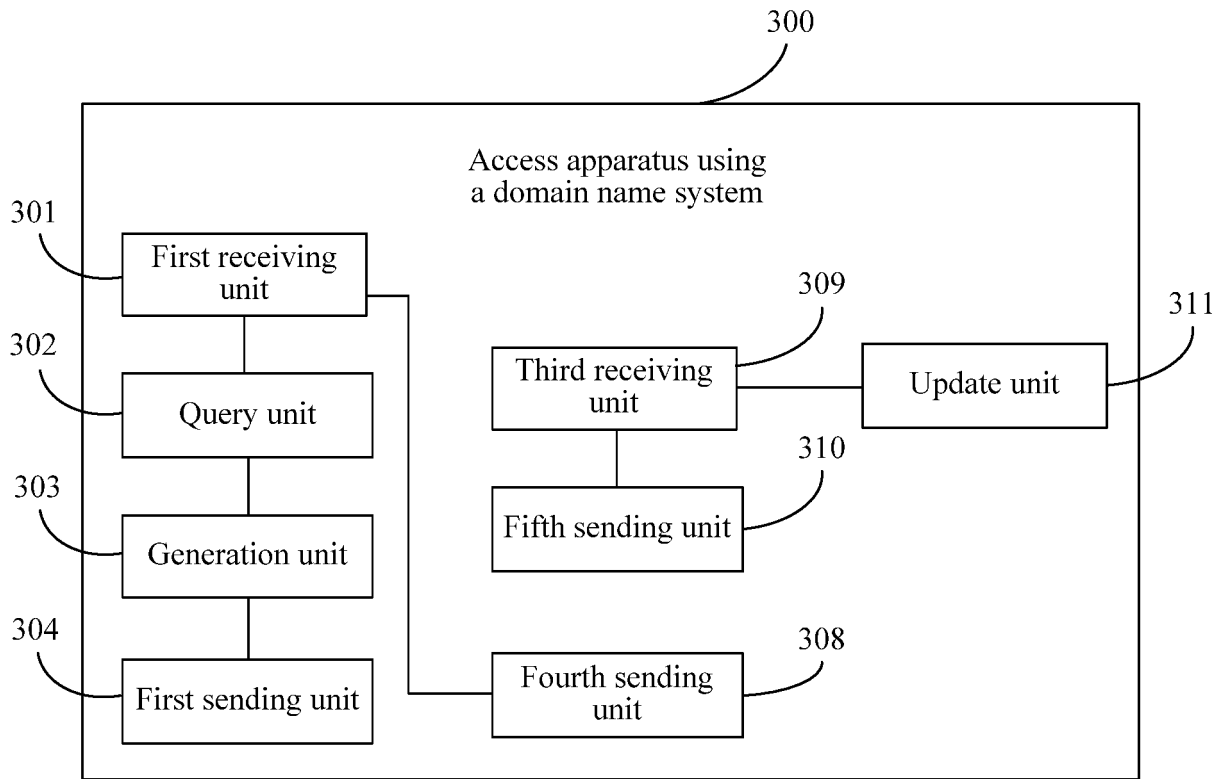 300
Access apparatus using
a domain name system
301
First receiving
unit
302
Query unit
303
Generation unit
304
First sending unit
309
Third receiving
unit
311
Update unit
310
Fifth sending unit
308
Fourth sending
unit